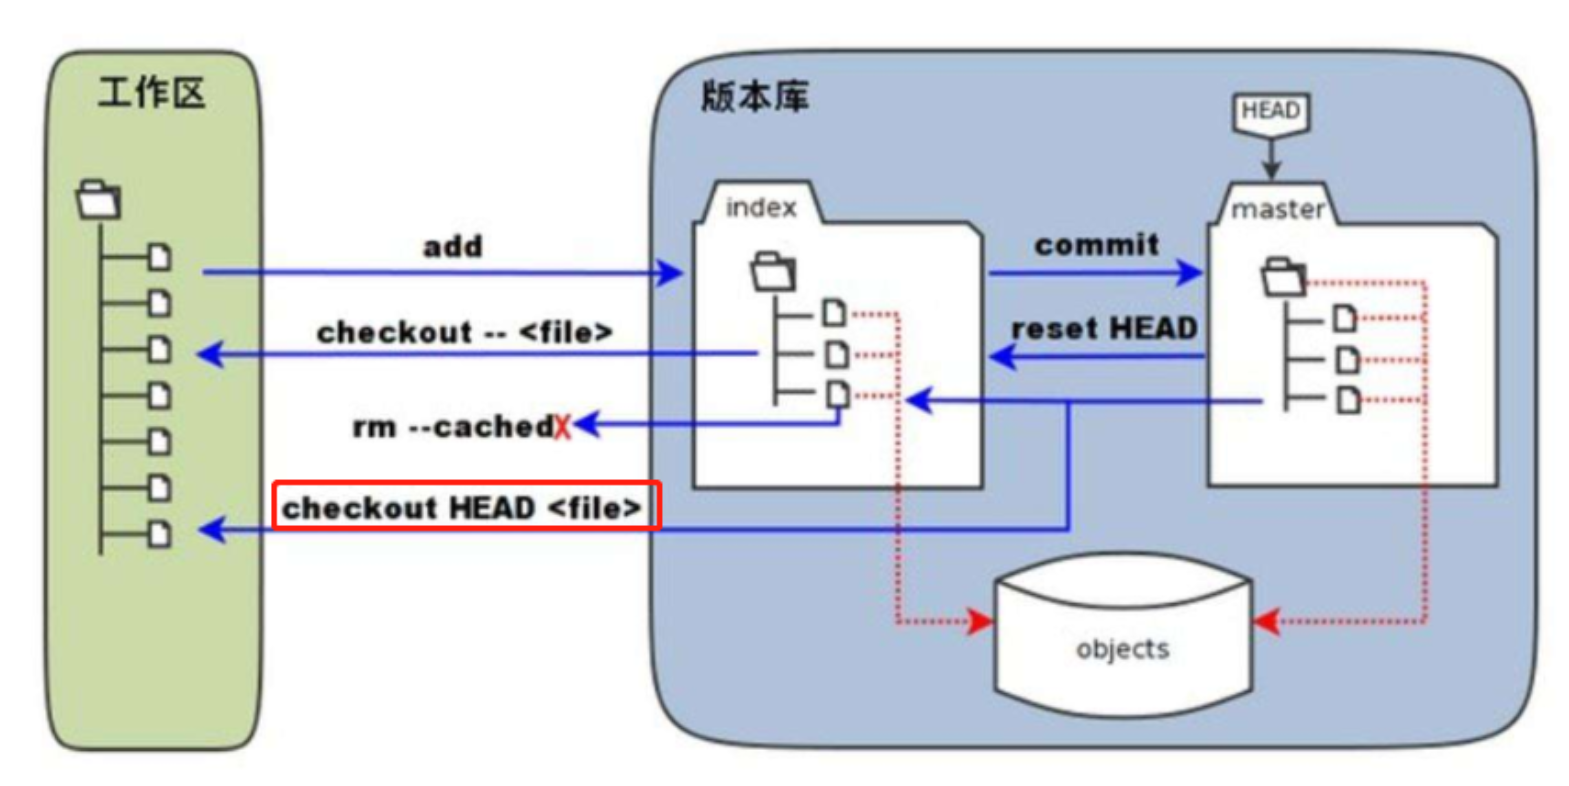 工作区
版本库
HEAD
index
master
add
commit
checkout -- <file>
reset HEAD
rm --cachedX
checkout HEAD <file>
objects